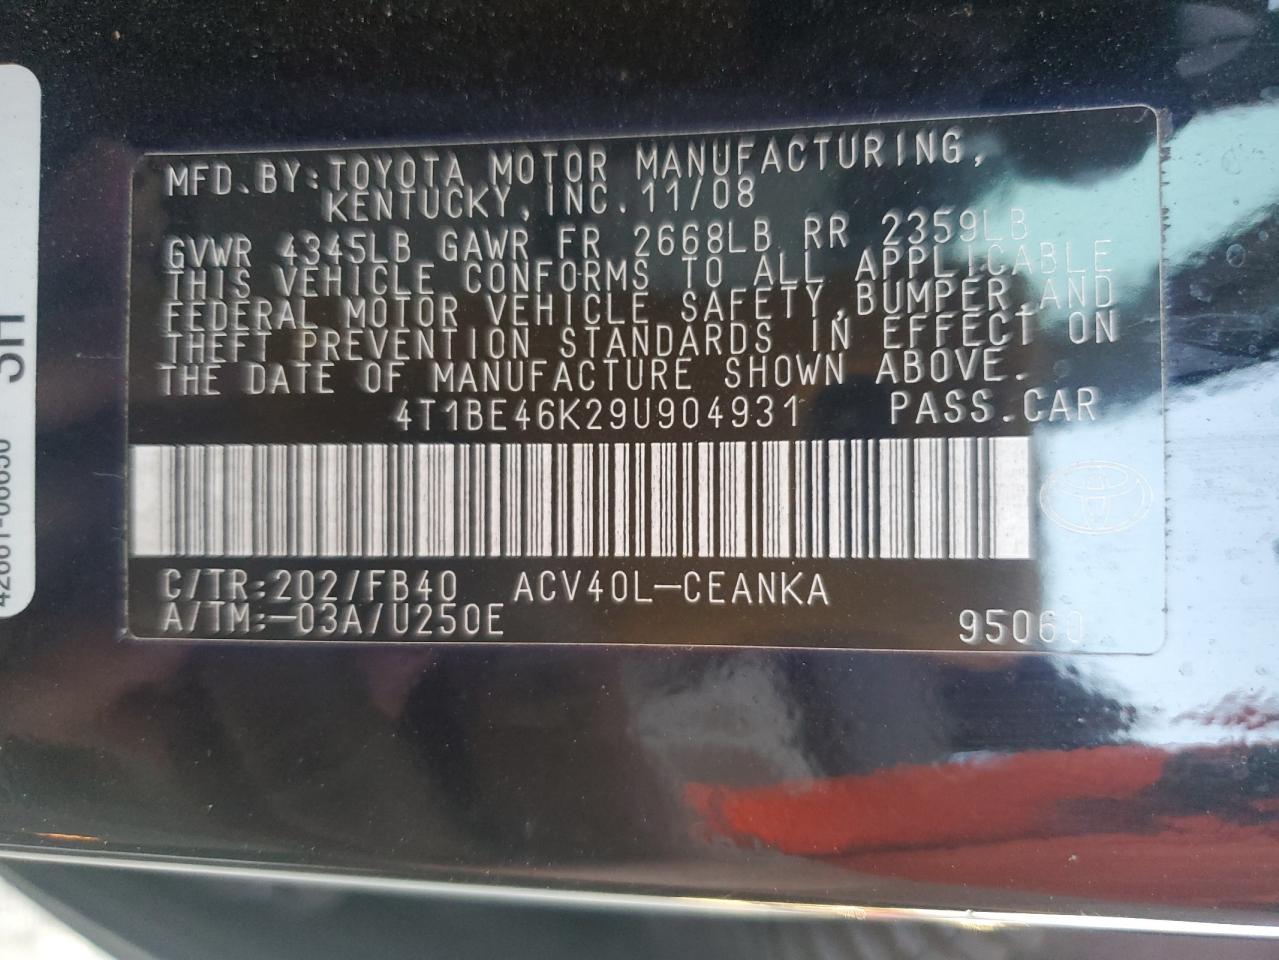 MFD.BY:TOYOTA MOTOR MANUFACTURING,
KENTUCKY,INC.11/08
GVWR 4345LB GAWR FR 2668LB RR 2359LB
THIS VEHICLE CONFORMS TO ALL APPLICABLE
FEDERAL MOTOR VEHICLE SAFETY,BUMPER,AND
THEFT PREVENTION STANDARDS IN EFFECT ON
THE DATE OF MANUFACTURE SHOWN ABOVE.
4T1BE46K29U904931 PASS.CAR
C/TR:202/FB40 ACV40L-CEANKA
A/TM:-03A/U250E 95060